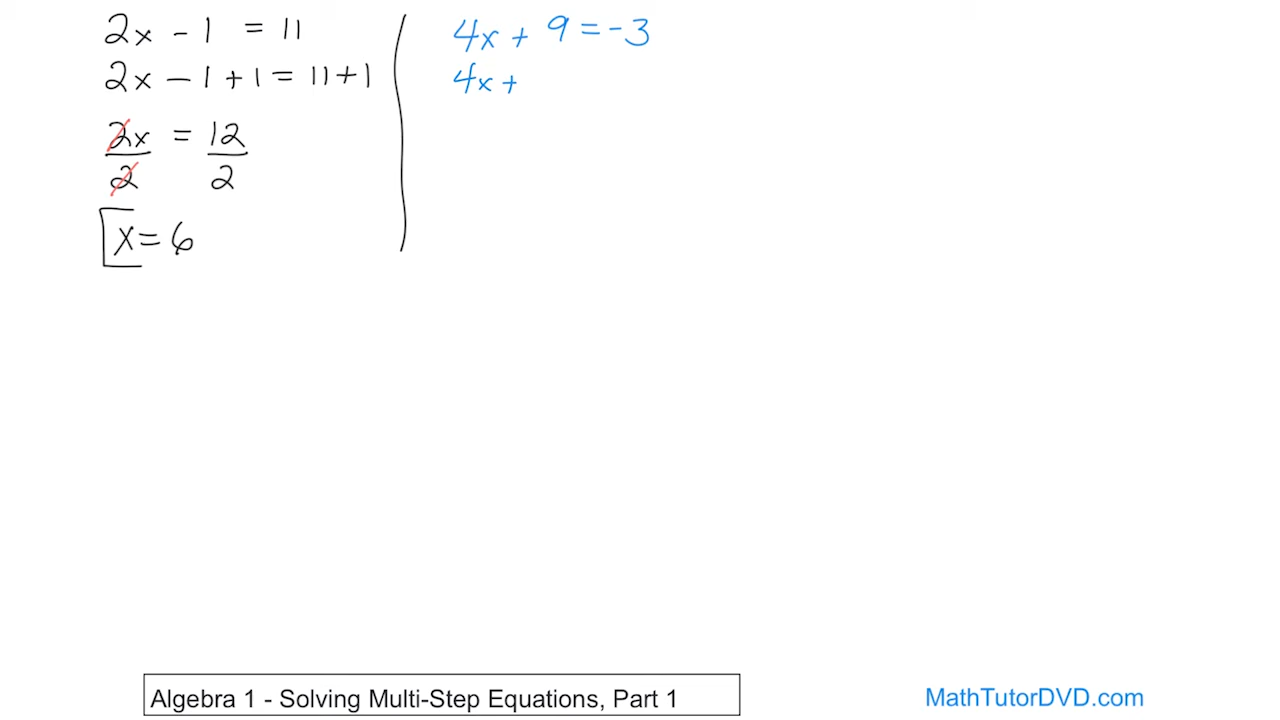 2x - 1 = 11
2x - 1 + 1 = 11 + 1
2x = 12
2 2
x = 6
4x + 9 = -3
4x +
Algebra 1 - Solving Multi-Step Equations, Part 1
MathTutorDVD.com